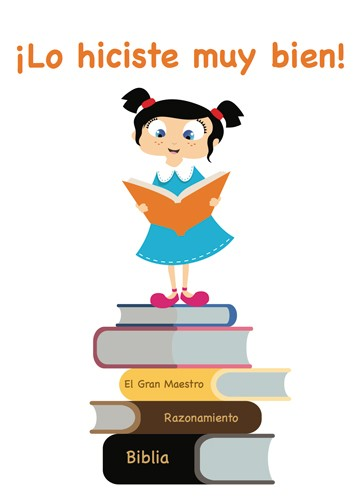 ¡Lo hiciste muy bien!
El Gran Maestro
Razonamiento
Biblia